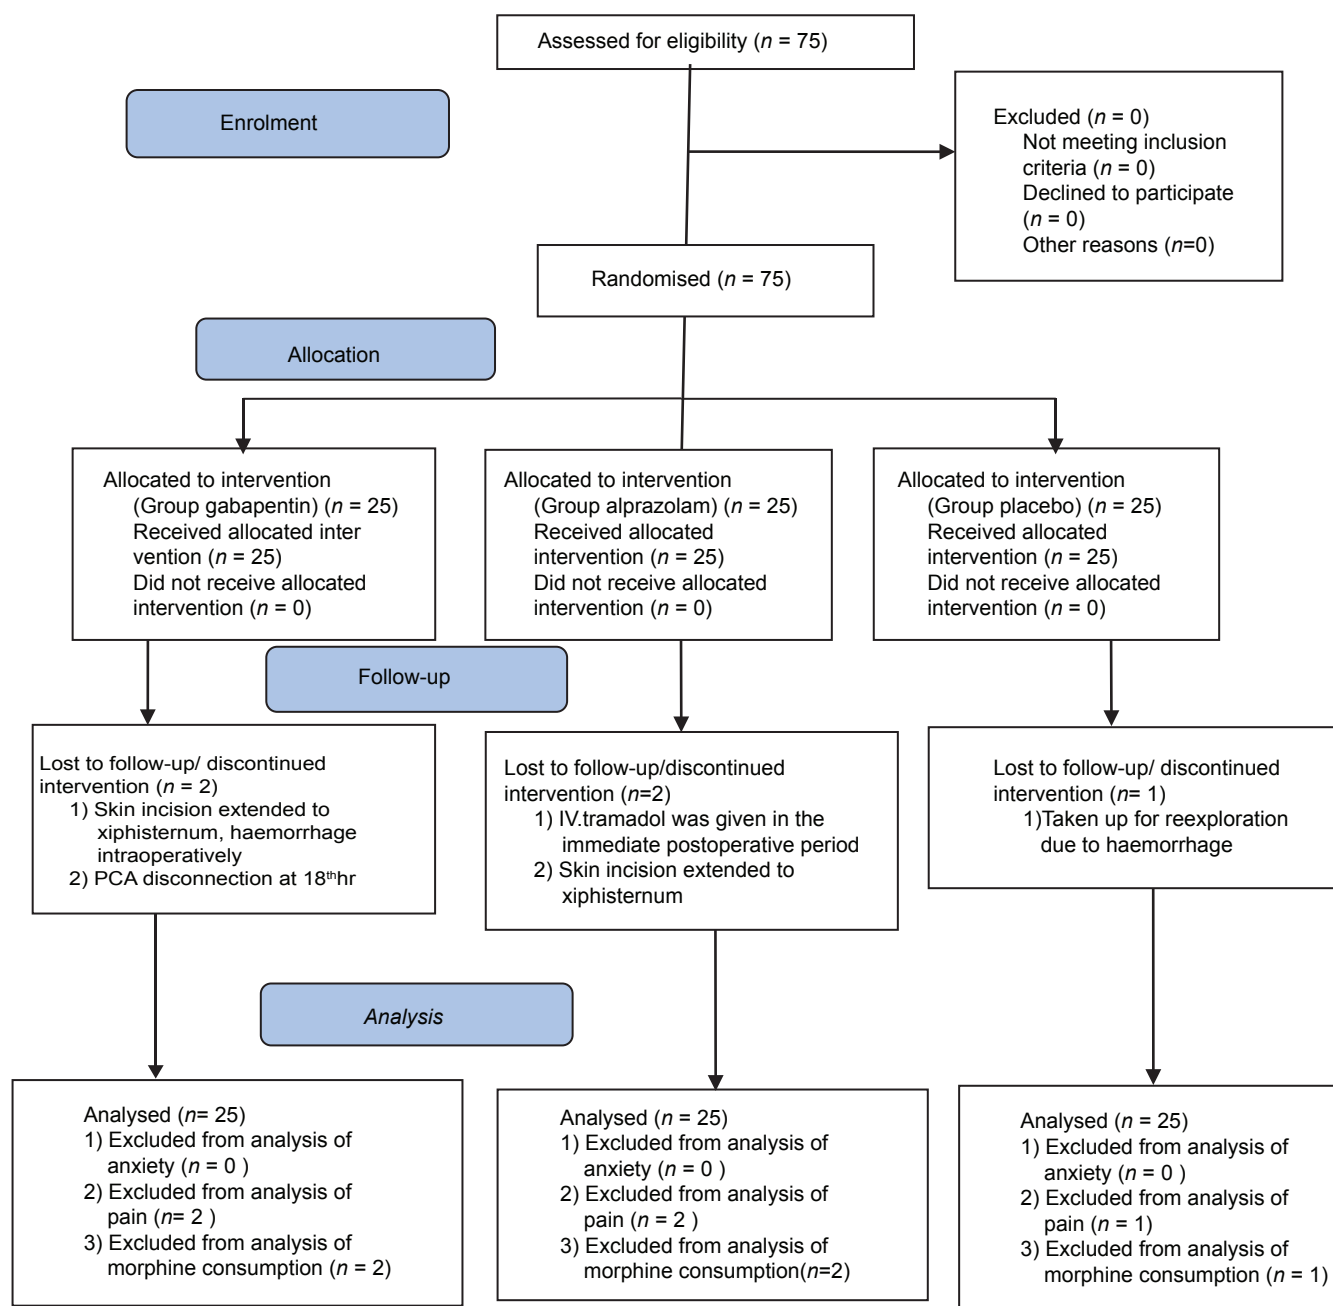 Assessed for eligibility (n = 75)
Enrolment
Excluded (n = 0)
Not meeting inclusion
criteria (n = 0)
Declined to participate
(n = 0)
Other reasons (n=0)
Randomised (n = 75)
Allocation
Allocated to intervention
(Group gabapentin) (n = 25)
Received allocated inter
vention (n = 25)
Did not receive allocated
intervention (n = 0)
Allocated to intervention
(Group alprazolam) (n = 25)
Received allocated
intervention (n = 25)
Did not receive allocated
intervention (n = 0)
Allocated to intervention
(Group placebo) (n = 25)
Received allocated
intervention (n = 25)
Did not receive allocated
intervention (n = 0)
Follow-up
Lost to follow-up/ discontinued
intervention (n = 2)
1) Skin incision extended to
xiphisternum, haemorrhage
intraoperatively
2) PCA disconnection at 18thhr
Lost to follow-up/discontinued
intervention (n=2)
1) IV.tramadol was given in the
immediate postoperative period
2) Skin incision extended to
xiphisternum
Lost to follow-up/ discontinued
intervention (n= 1)
1)Taken up for reexploration
due to haemorrhage
Analysis
Analysed (n= 25)
1) Excluded from analysis of
anxiety (n = 0 )
2) Excluded from analysis of
pain (n= 2 )
3) Excluded from analysis of
morphine consumption (n = 2)
Analysed (n = 25)
1) Excluded from analysis of
anxiety (n = 0 )
2) Excluded from analysis of
pain (n = 2 )
3) Excluded from analysis of
morphine consumption(n=2)
Analysed (n = 25)
1) Excluded from analysis of
anxiety (n = 0 )
2) Excluded from analysis of
pain (n = 1)
3) Excluded from analysis of
morphine consumption (n = 1)